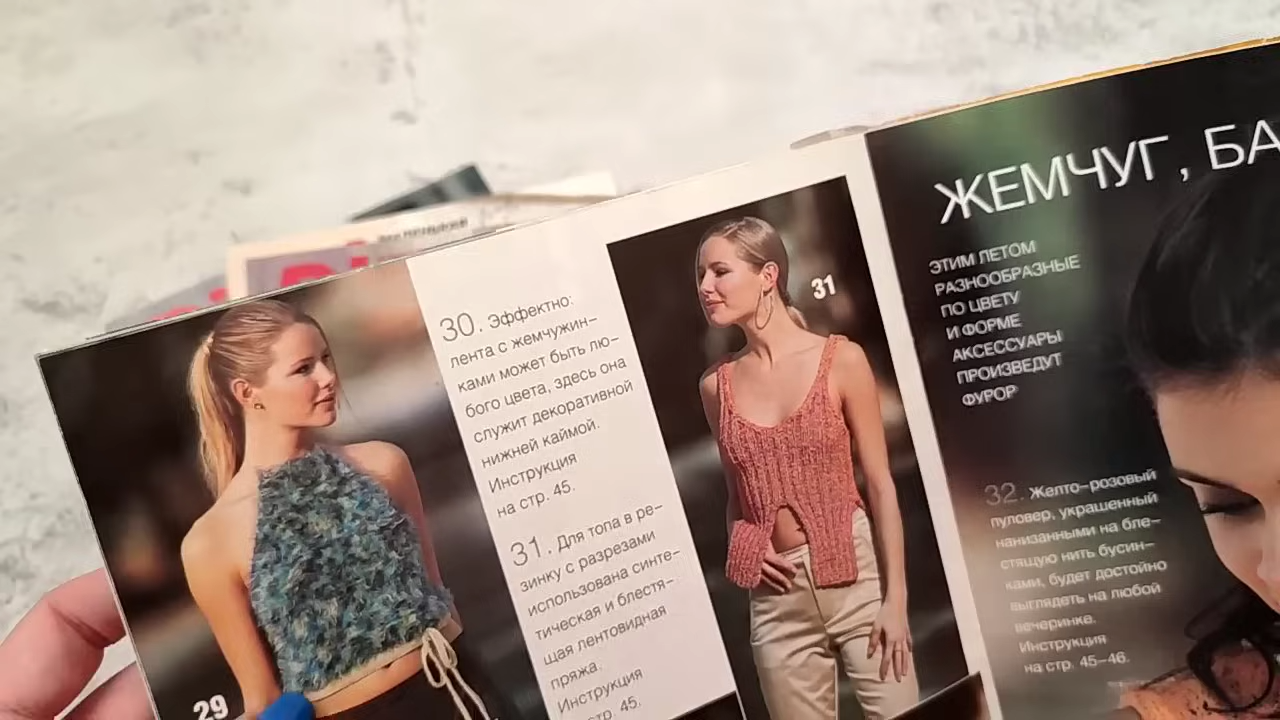 30. Эффектно:
лента с жемчужин-
ками может быть лю-
бого цвета, здесь она
служит декоративной
нижней каймой.
Инструкция
на стр. 45.
31. Для топа в ре-
зинку с разрезами
использована синте-
тическая и блестя-
щая лентовидная
пряжа.
Инструкция
стр. 45.
29
31
ЖЕМЧУГ, БА
ЭТИМ ЛЕТОМ
РАЗНООБРАЗНЫЕ
ПО ЦВЕТУ
И ФОРМЕ
АКСЕССУАРЫ
ПРОИЗВЕДУТ
ФУРОР
32. Желто-розовый
пуловер, украшенный
нанизанными на бле-
стящую нить бусин-
ками, будет достойно
выглядеть на любой
вечеринке.
Инструкция
на стр. 45-46.